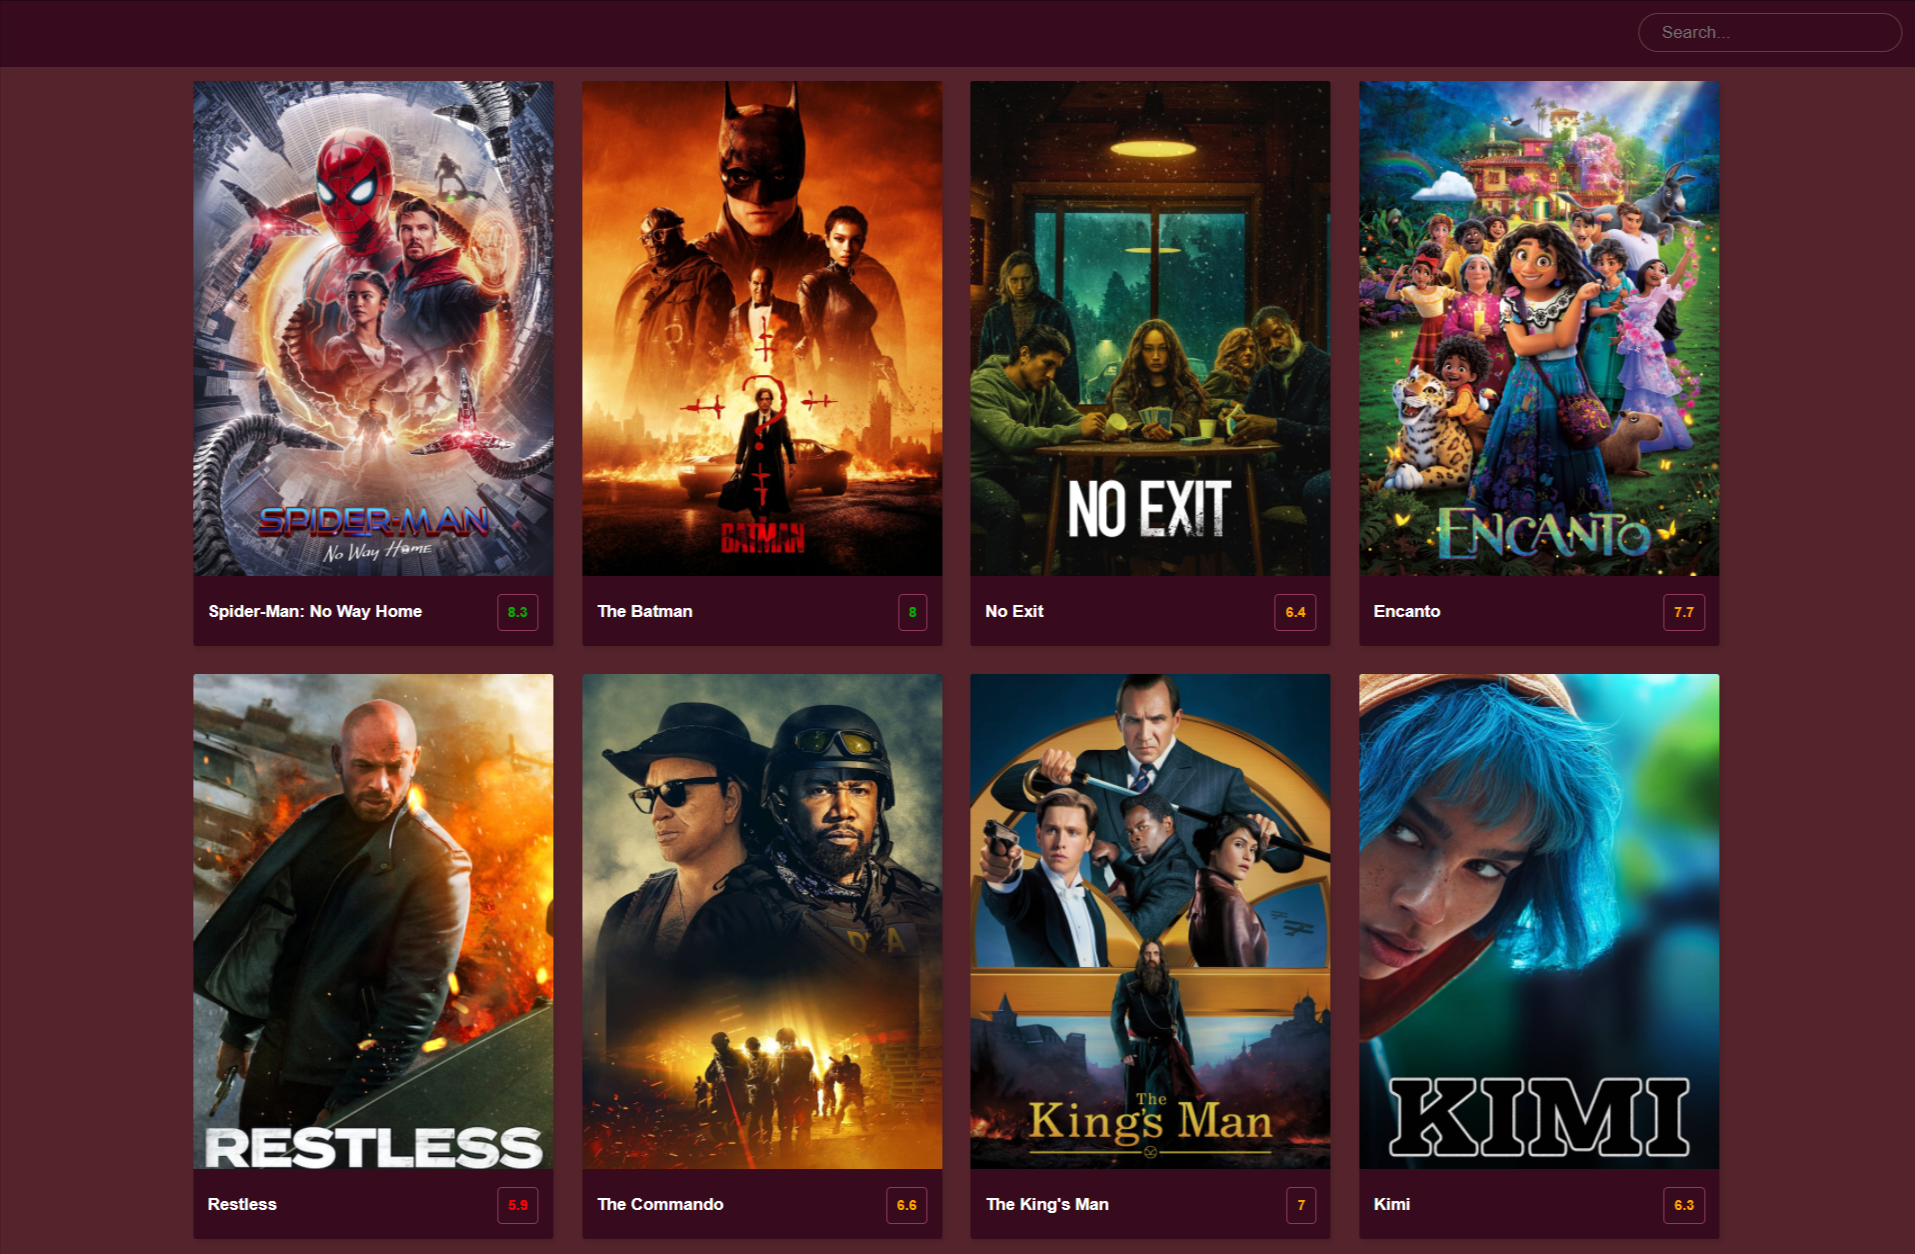 Search...
SPIDER-MAN
No Way Home
THE BATMAN
NO EXIT
ENCANTO
Spider-Man: No Way Home 8.3
The Batman 8
No Exit 6.4
Encanto 7.7
RESTLESS
The
King's Man
KIMI
Restless 5.9
The Commando 6.6
The King's Man 7
Kimi 6.3